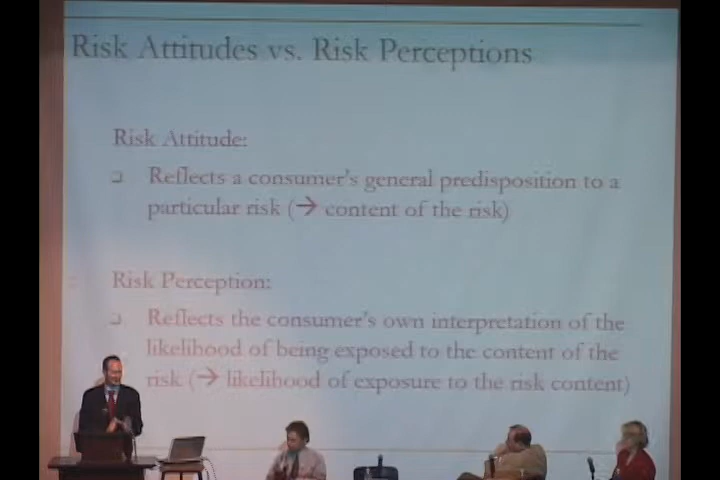 Risk Attitudes vs. Risk Perceptions
Risk Attitude:
Reflects a consumer's general predisposition to a
particular risk (→ content of the risk)
Risk Perception:
Reflects the consumer's own interpretation of the
likelihood of being exposed to the content of the
risk (→ likelihood of exposure to the risk content)